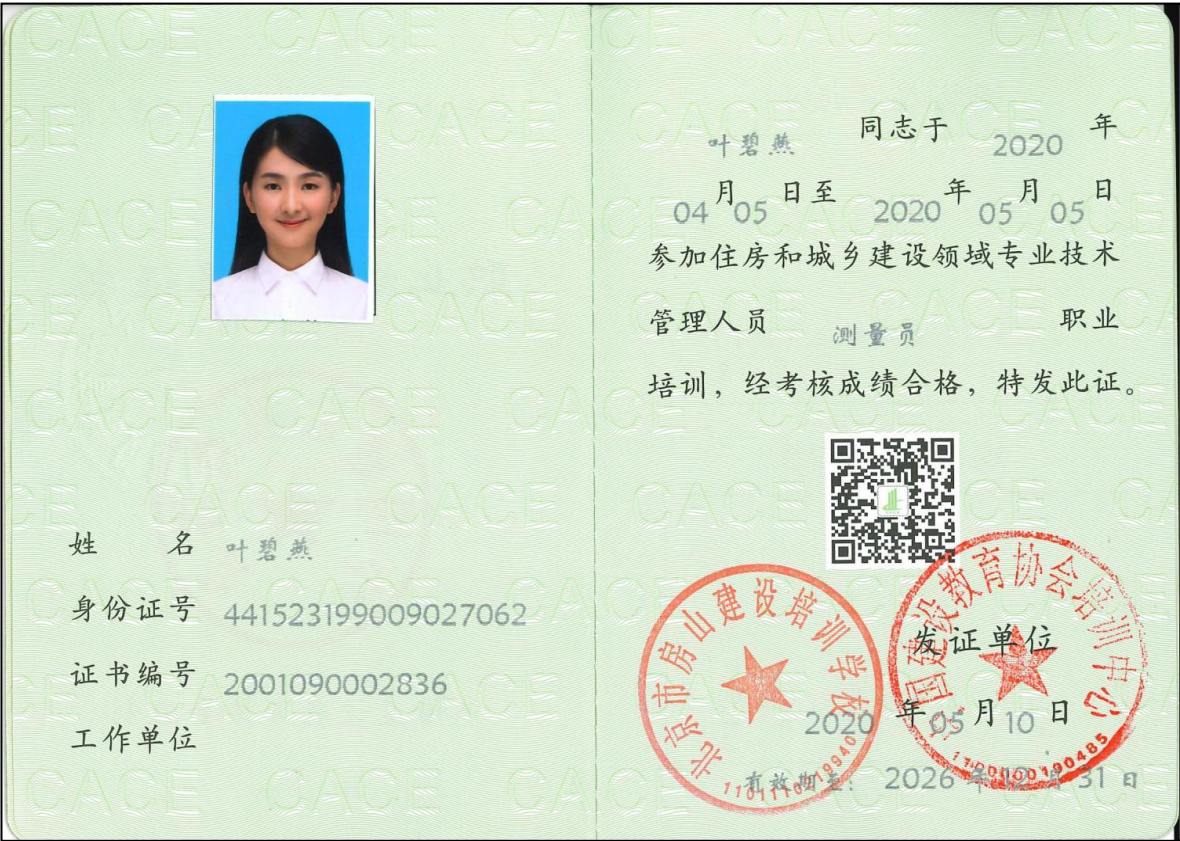 姓 名 叶碧燕
身份证号 441523199009027062
证书编号 2001090002836
工作单位
叶碧燕 同志于 2020 年
04 月 05 日至 2020 年 05 月 05 日
参加住房和城乡建设领域专业技术
管理人员 测量员 职业
培训，经考核成绩合格，特发此证。
北京市房山建设培训学校
中国建设教育协会培训中心
1100000190485
发证单位
2020 年 05 月 10 日
有效期至： 2026 年 12 月 31 日
CACE